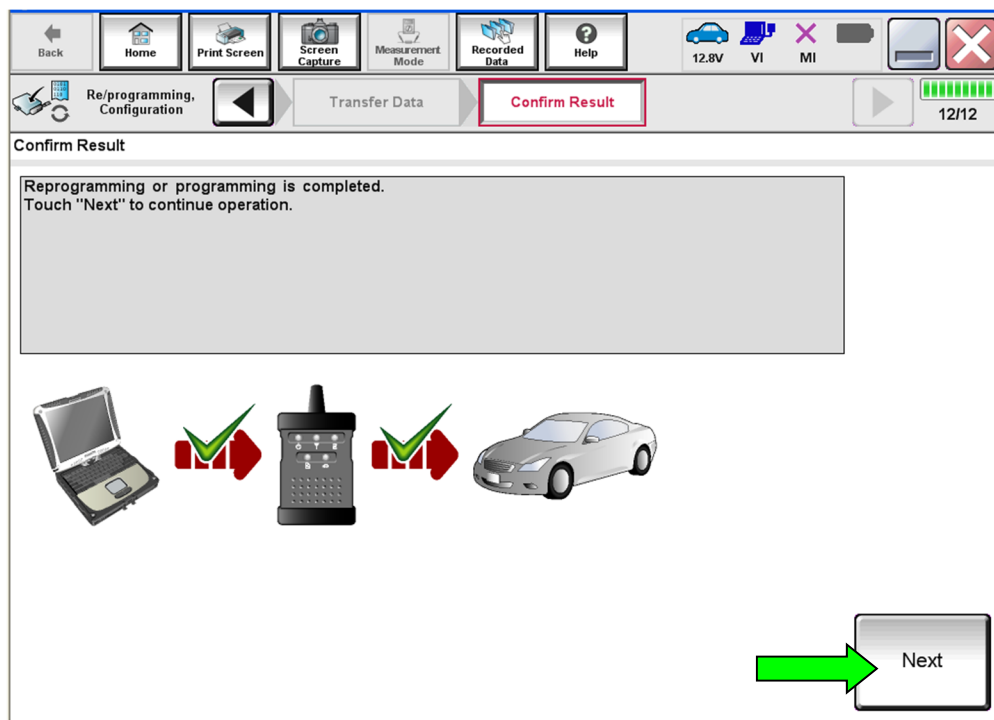 Back
Home
Print Screen
Screen
Capture
Measurement
Mode
Recorded
Data
Help
12.8V
VI
MI
Re/programming,
Configuration
Transfer Data
Confirm Result
12/12
Confirm Result
Reprogramming or programming is completed.
Touch "Next" to continue operation.
Next